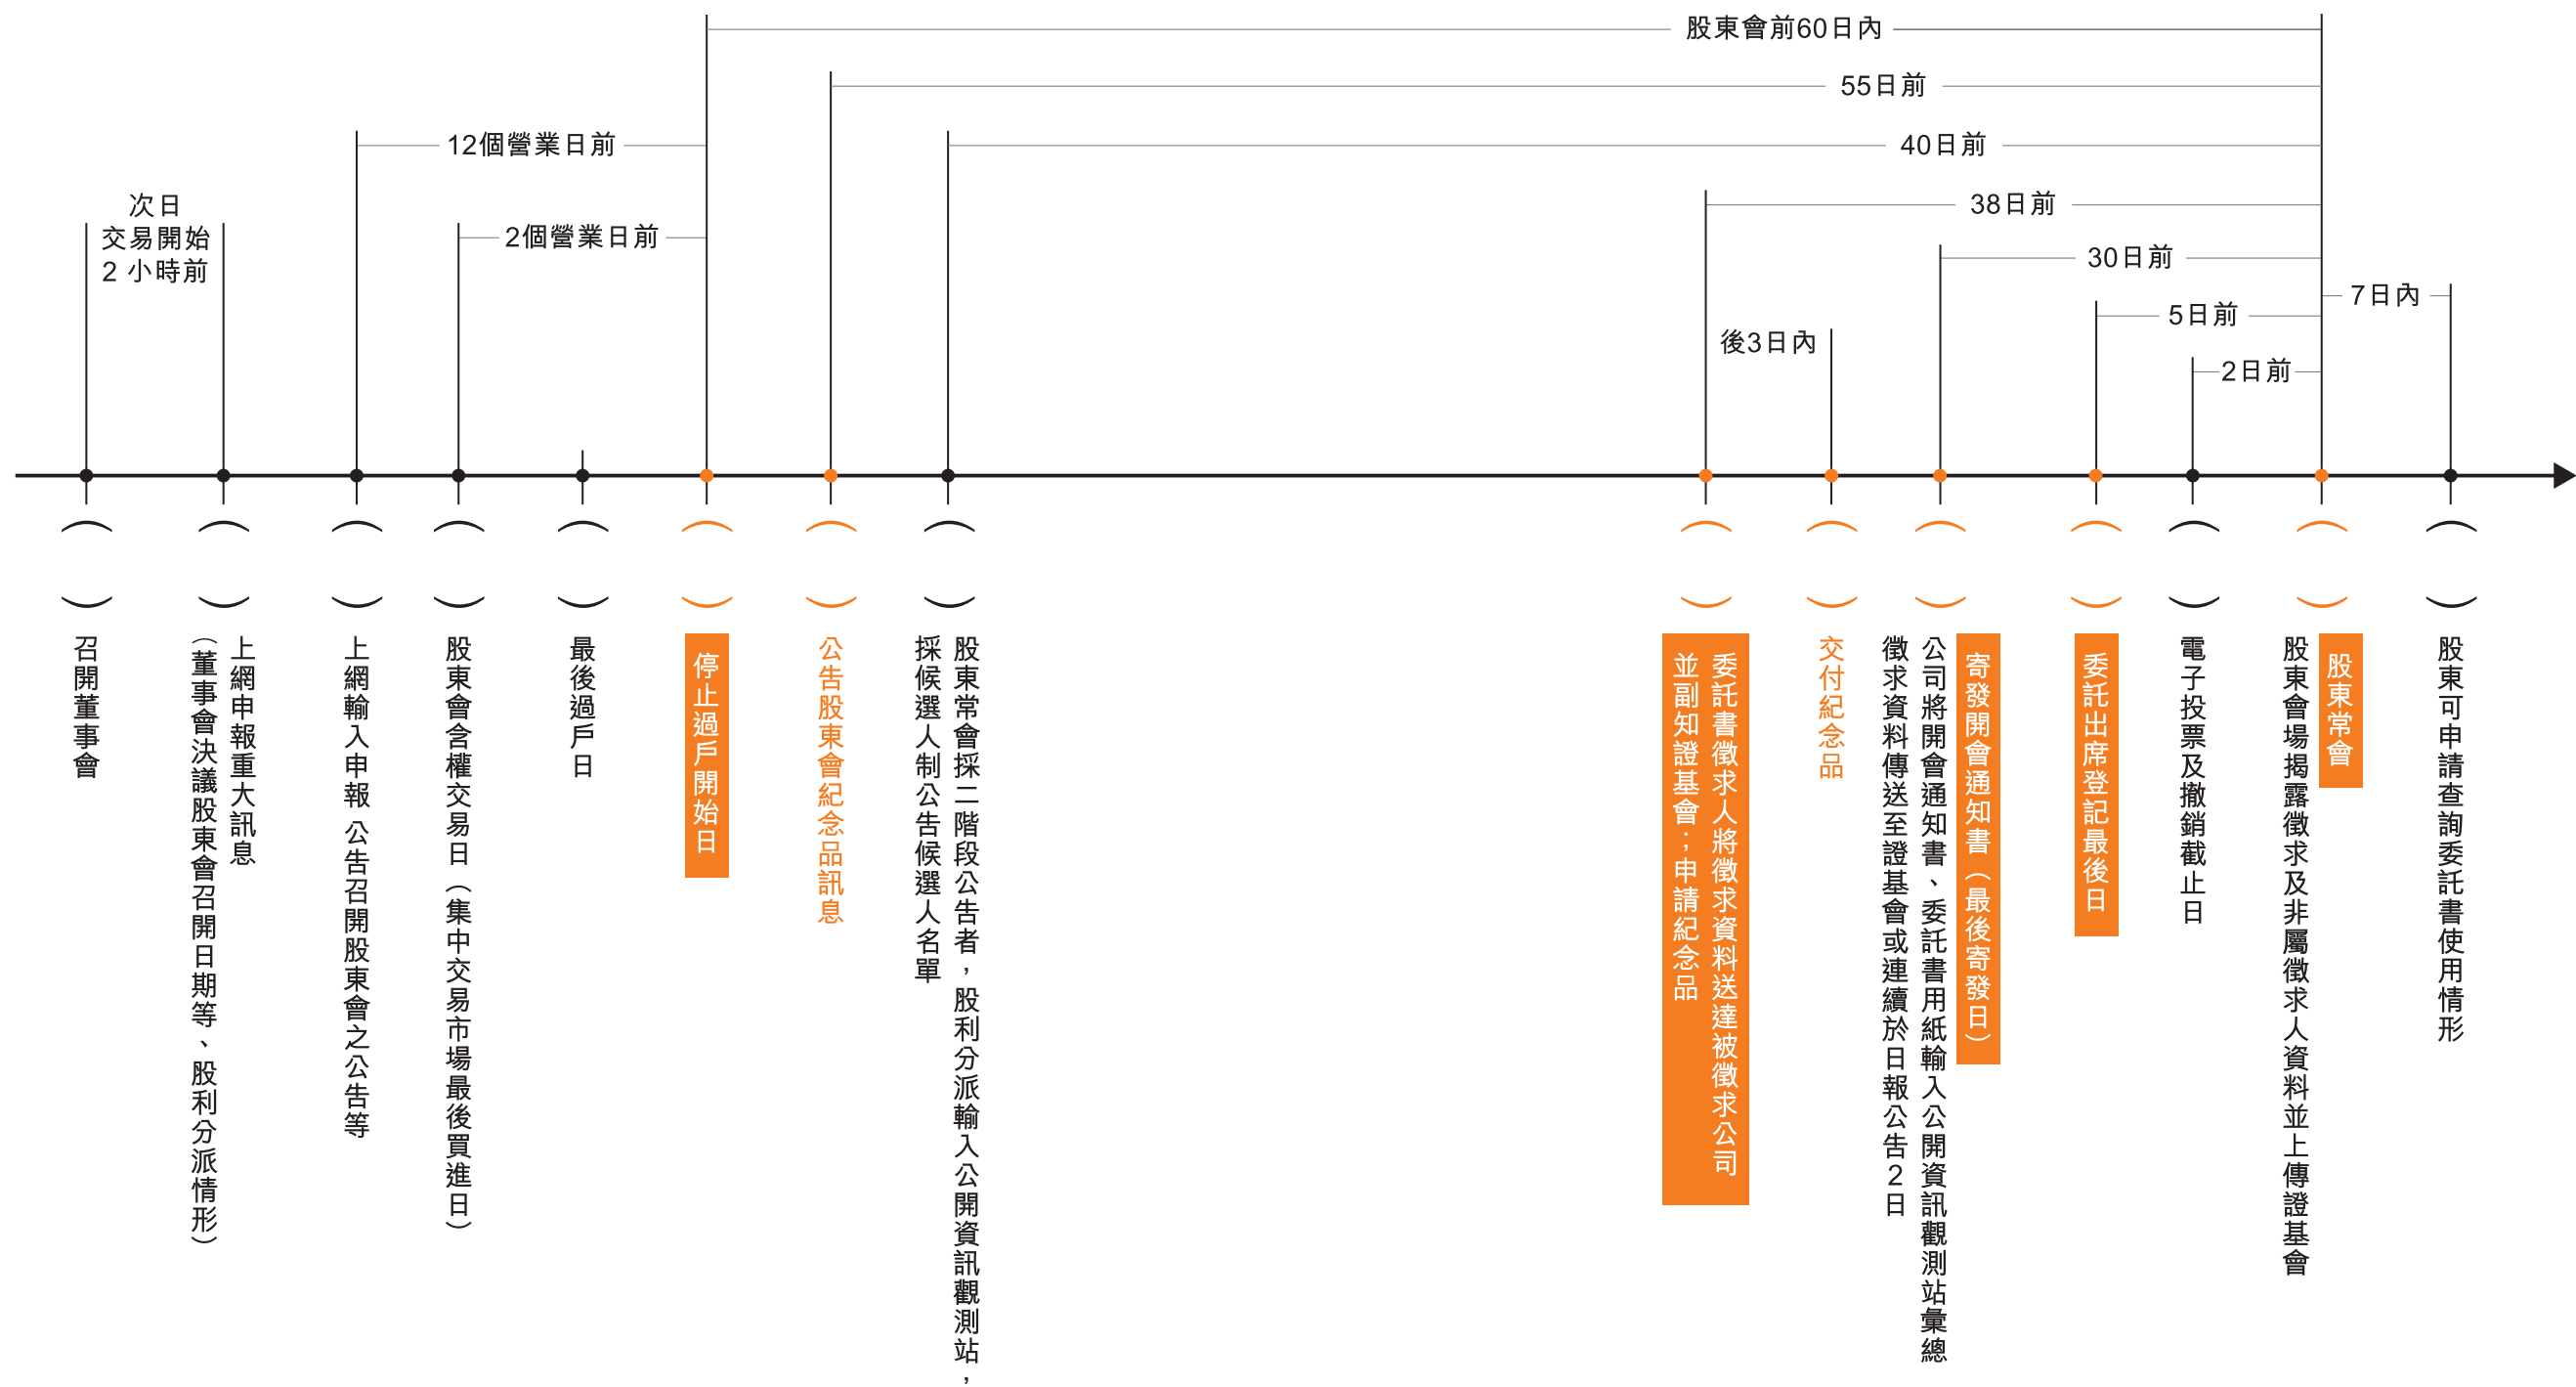 股東會前60日內
55日前
12個營業日前
40日前
次日
交易開始
2 小時前
38日前
2個營業日前
30日前
7日內
5日前
後3日內
2日前
召開董事會
上網申報重大訊息
（董事會決議股東會召開日期等、股利分派情形）
上網輸入申報 公告召開股東會之公告等
股東會含權交易日（集中交易市場最後買進日）
最後過戶日
停止過戶開始日
公告股東會紀念品訊息
股東常會採二階段公告者，股利分派輸入公開資訊觀測站，
採候選人制公告候選人名單
委託書徵求人將徵求資料送達被徵求公司
並副知證基會；申請紀念品
交付紀念品
寄發開會通知書（最後寄發日）
公司將開會通知書、委託書用紙輸入公開資訊觀測站彙總
徵求資料傳送至證基會或連續於日報公告2日
委託出席登記最後日
電子投票及撤銷截止日
股東常會
股東會場揭露徵求及非屬徵求人資料並上傳證基會
股東可申請查詢委託書使用情形